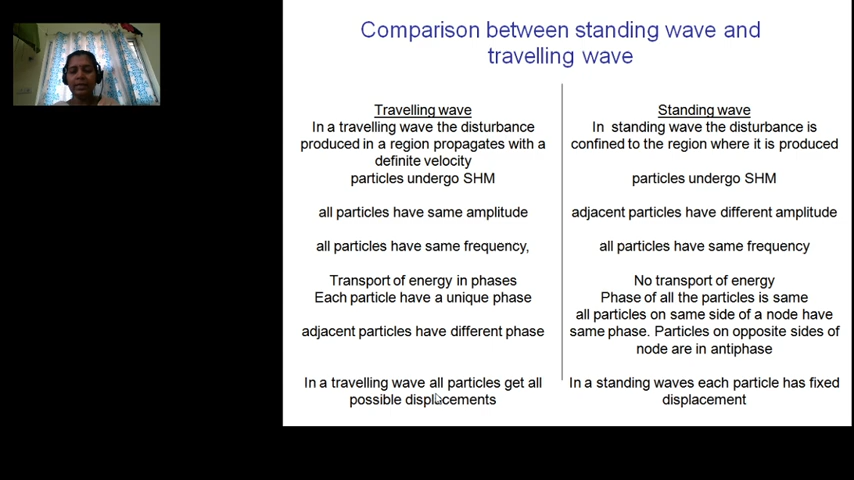 Comparison between standing wave and
travelling wave
Travelling wave
In a travelling wave the disturbance
produced in a region propagates with a
definite velocity
particles undergo SHM
all particles have same amplitude
all particles have same frequency,
Transport of energy in phases
Each particle have a unique phase
adjacent particles have different phase
In a travelling wave all particles get all
possible displacements
Standing wave
In standing wave the disturbance is
confined to the region where it is produced
particles undergo SHM
adjacent particles have different amplitude
all particles have same frequency
No transport of energy
Phase of all the particles is same
all particles on same side of a node have
same phase. Particles on opposite sides of
node are in antiphase
In a standing waves each particle has fixed
displacement